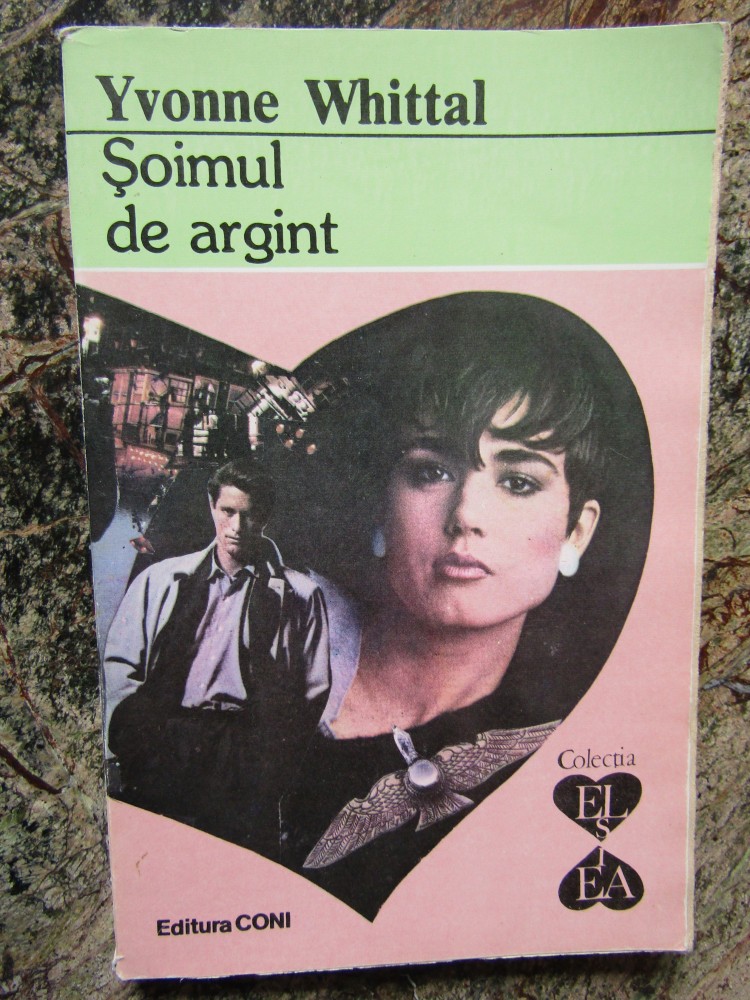 Yvonne Whittal
Şoimul
de argint
Colecţia
EL
ŞI
EA
Editura CONI